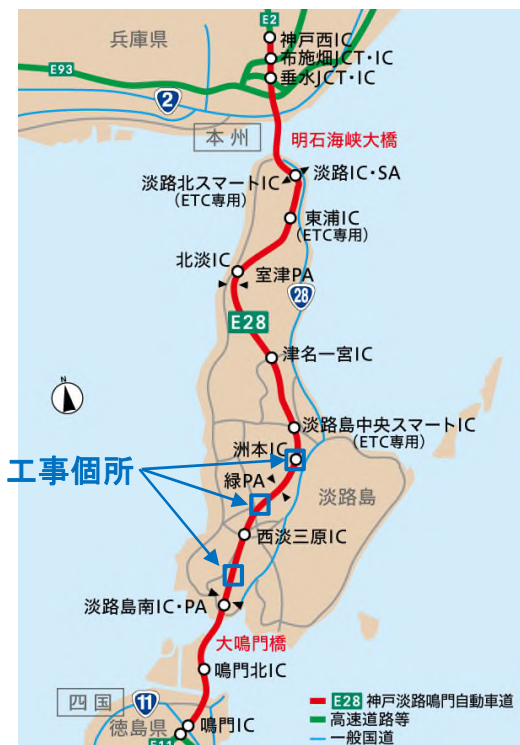 E2
兵庫県
神戸西IC
布施畑JCT・IC
E93
垂水JCT・IC
2
本州
明石海峡大橋
淡路IC・SA
淡路北スマートIC
(ETC専用)
東浦IC
(ETC専用)
北淡IC
室津PA
28
E28
津名一宮IC
N
淡路島中央スマートIC
(ETC専用)
洲本IC
工事個所
緑PA
淡路島
西淡三原IC
淡路島南IC・PA
大鳴門橋
鳴門北IC
四国
11
徳島県
鳴門IC
E11
E28 神戸淡路鳴門自動車道
高速道路等
一般国道